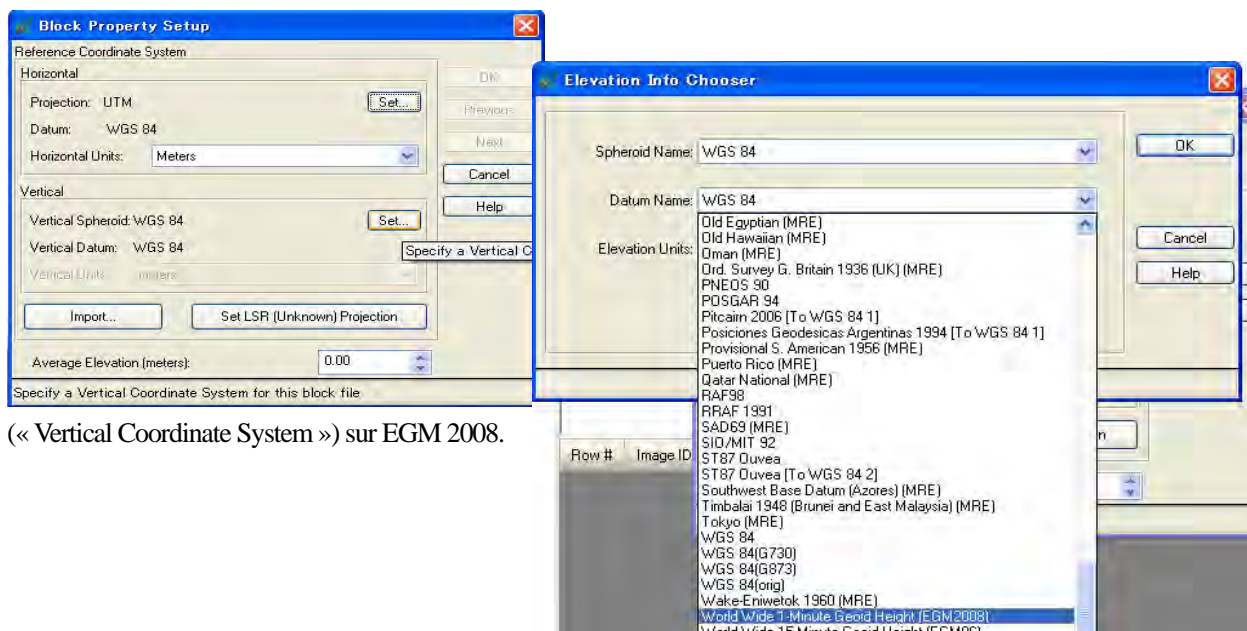 Block Property Setup
Reference Coordinate System
Horizontal
Projection: UTM
Set...
Datum: WGS 84
Horizontal Units: Meters
Vertical
Vertical Spheroid: WGS 84
Set...
Vertical Datum: WGS 84
Specify a Vertical C
Vertical Units: meters
Import...
Set LSR (Unknown) Projection
Average Elevation (meters): 0.00
Specify a Vertical Coordinate System for this block file
OK
Previous
Next
Cancel
Help
(« Vertical Coordinate System ») sur EGM 2008.
Elevation Info Chooser
Spheroid Name: WGS 84
Datum Name: WGS 84
Elevation Units:
OK
Cancel
Help
Old Egyptian (MRE)
Old Hawaiian (MRE)
Oman (MRE)
Ord. Survey G. Britain 1936 (UK) (MRE)
PNEOS 90
POSGAR 94
Pitcairn 2006 [To WGS 84 1]
Posiciones Geodesicas Argentinas 1994 [To WGS 84 1]
Provisional S. American 1956 (MRE)
Puerto Rico (MRE)
Qatar National (MRE)
RAF98
RRAF 1991
SAD69 (MRE)
SIO/MIT 92
ST87 Ouvea
ST87 Ouvea [To WGS 84 2]
Southwest Base Datum (Azores) (MRE)
Timbalai 1948 (Brunei and East Malaysia) (MRE)
Tokyo (MRE)
WGS 84
WGS 84(G730)
WGS 84(G873)
WGS 84(orig)
Wake-Eniwetok 1960 (MRE)
World Wide 1-Minute Geoid Height (EGM2008)
World Wide 15-Minute Geoid Height (EGM96)
Row # Image ID
n